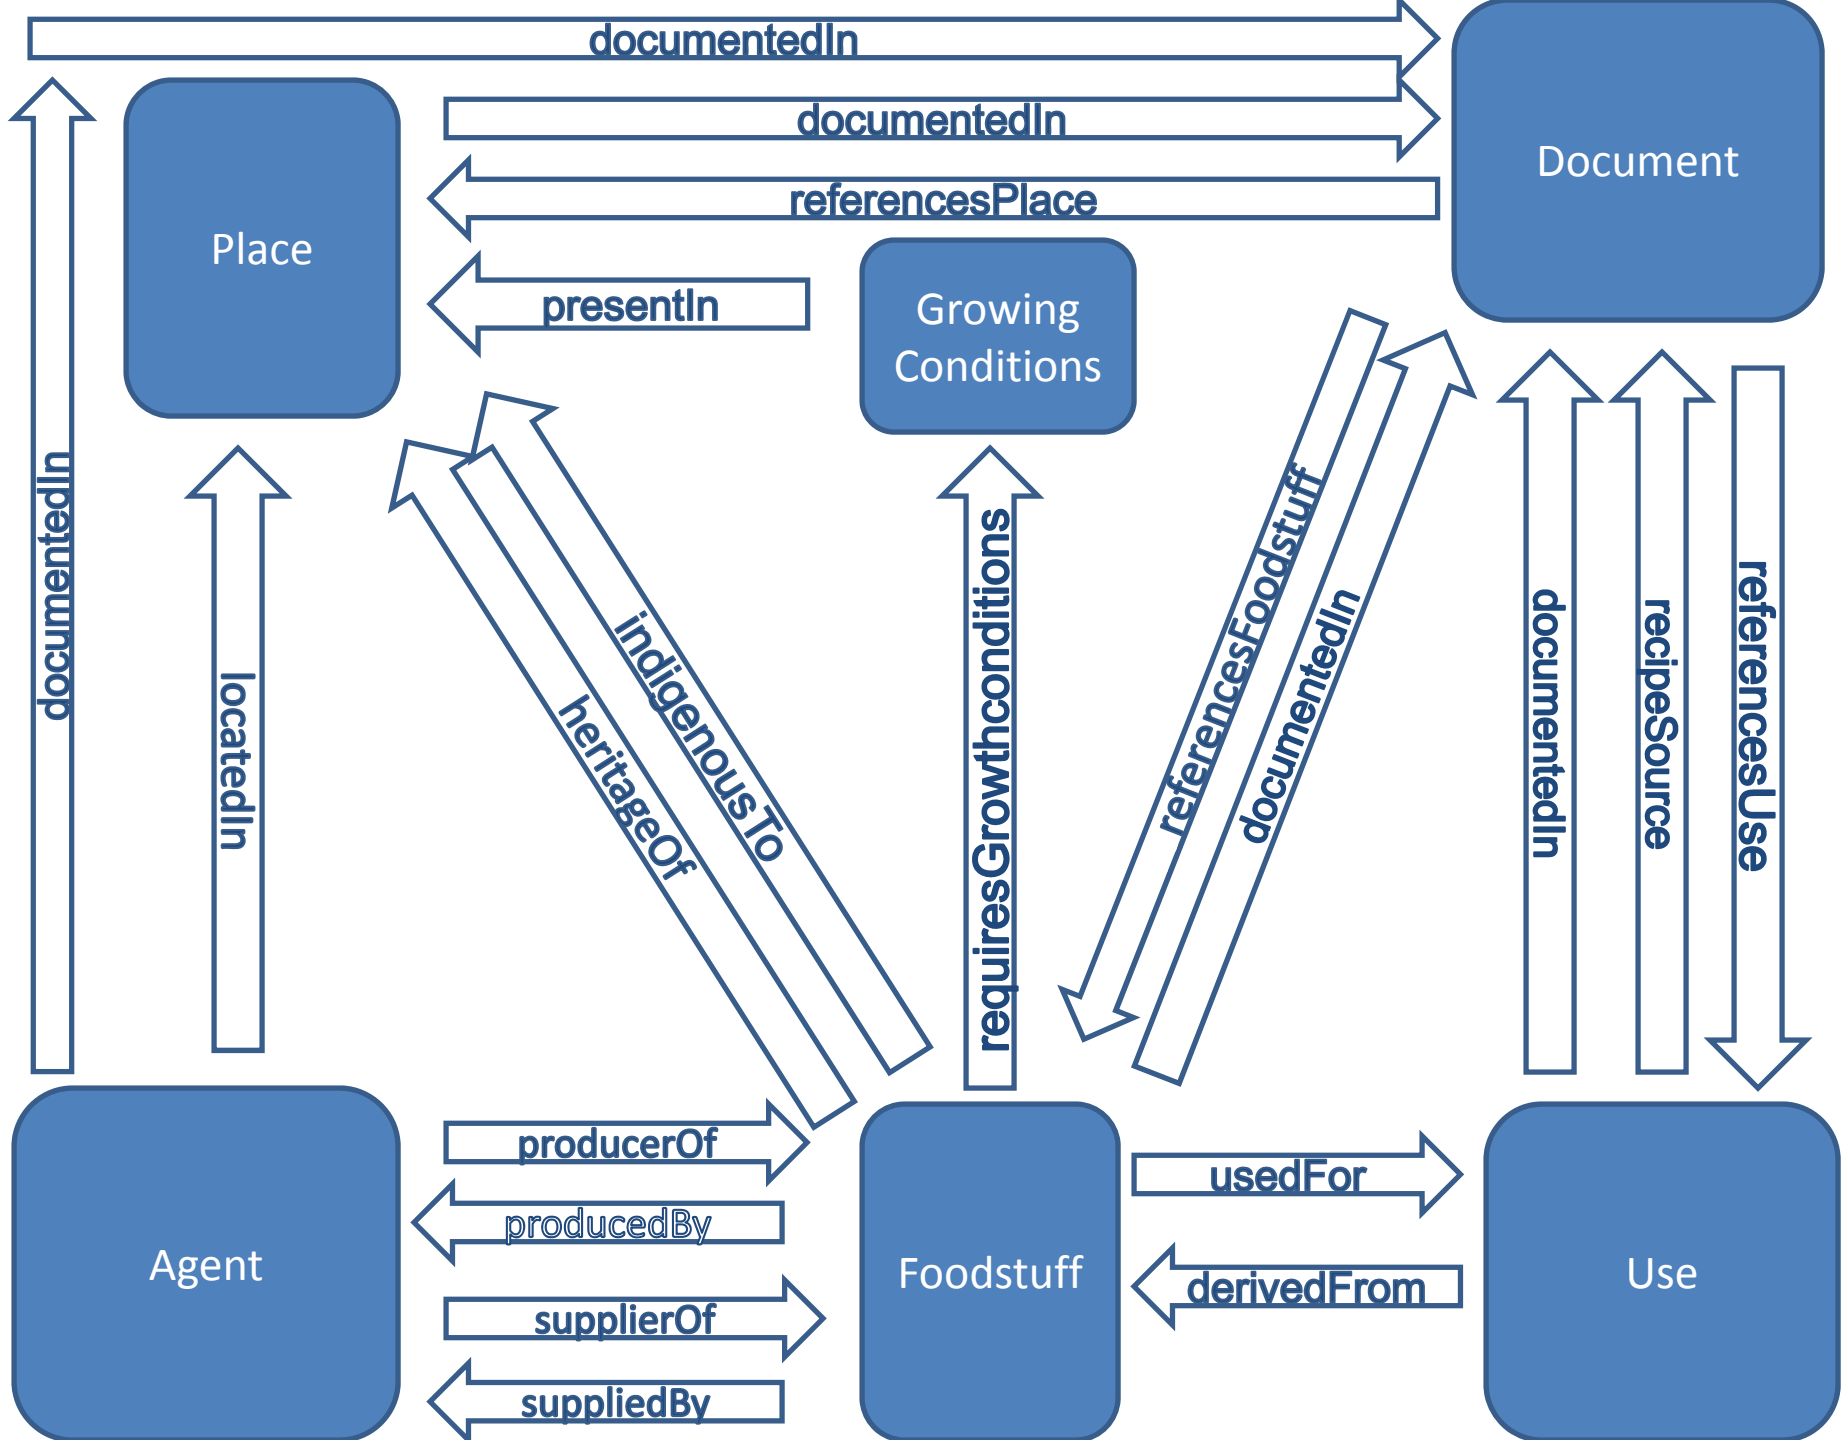 documentedIn
documentedIn
Document
referencesPlace
Place
presentIn
Growing
Conditions
documentedIn
locatedIn
heritageOf
indigenousTo
requiresGrowthconditions
referencesFoodstuff
documentedIn
documentedIn
recipeSource
referencesUse
producerOf
usedFor
producedBy
Agent
Foodstuff
Use
derivedFrom
supplierOf
suppliedBy